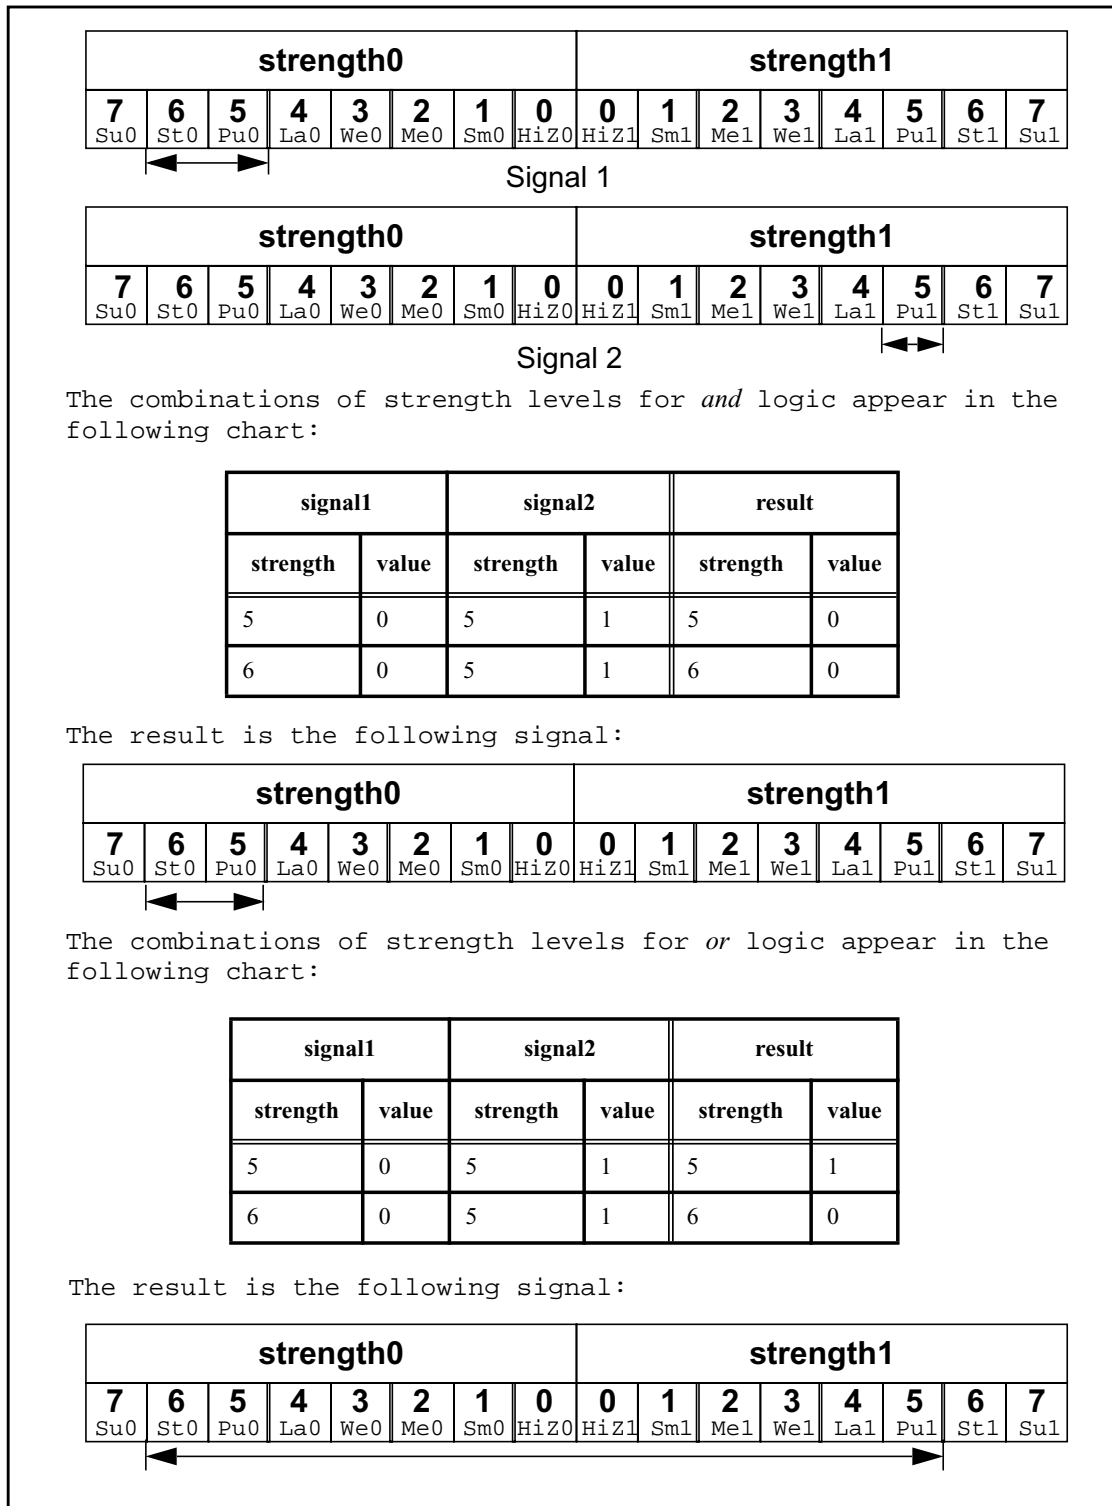 strength0 strength1
7 6 5 4 3 2 1 0 0 1 2 3 4 5 6 7
Su0 St0 Pu0 La0 We0 Me0 Sm0 HiZ0 HiZ1 Sm1 Me1 We1 La1 Pu1 St1 Su1
Signal 1
strength0 strength1
7 6 5 4 3 2 1 0 0 1 2 3 4 5 6 7
Su0 St0 Pu0 La0 We0 Me0 Sm0 HiZ0 HiZ1 Sm1 Me1 We1 La1 Pu1 St1 Su1
Signal 2
The combinations of strength levels for and logic appear in the
following chart:
signal1 signal2 result
strength value strength value strength value
5 0 5 1 5 0
6 0 5 1 6 0
The result is the following signal:
strength0 strength1
7 6 5 4 3 2 1 0 0 1 2 3 4 5 6 7
Su0 St0 Pu0 La0 We0 Me0 Sm0 HiZ0 HiZ1 Sm1 Me1 We1 La1 Pu1 St1 Su1
The combinations of strength levels for or logic appear in the
following chart:
signal1 signal2 result
strength value strength value strength value
5 0 5 1 5 1
6 0 5 1 6 0
The result is the following signal:
strength0 strength1
7 6 5 4 3 2 1 0 0 1 2 3 4 5 6 7
Su0 St0 Pu0 La0 We0 Me0 Sm0 HiZ0 HiZ1 Sm1 Me1 We1 La1 Pu1 St1 Su1